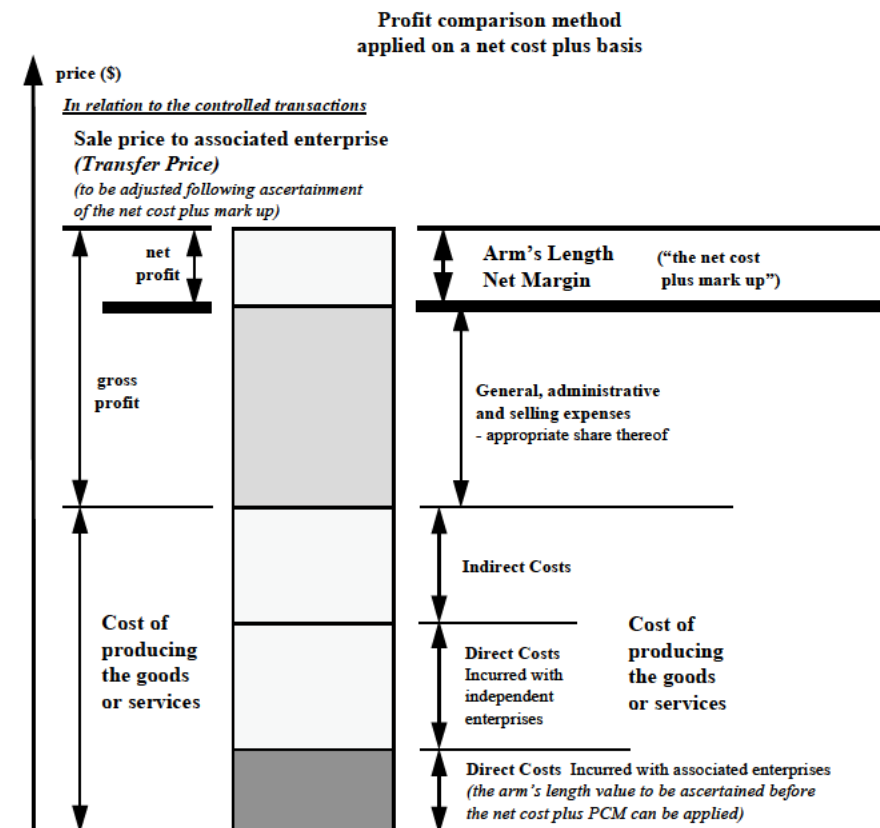 Profit comparison method
applied on a net cost plus basis
price ($)
In relation to the controlled transactions
Sale price to associated enterprise
(Transfer Price)
(to be adjusted following ascertainment
of the net cost plus mark up)
net
profit
Arm's Length
Net Margin
("the net cost
plus mark up")
gross
profit
General, administrative
and selling expenses
- appropriate share thereof
Indirect Costs
Cost of
producing
the goods
or services
Direct Costs
Incurred with
independent
enterprises
Cost of
producing
the goods
or services
Direct Costs Incurred with associated enterprises
(the arm's length value to be ascertained before
the net cost plus PCM can be applied)